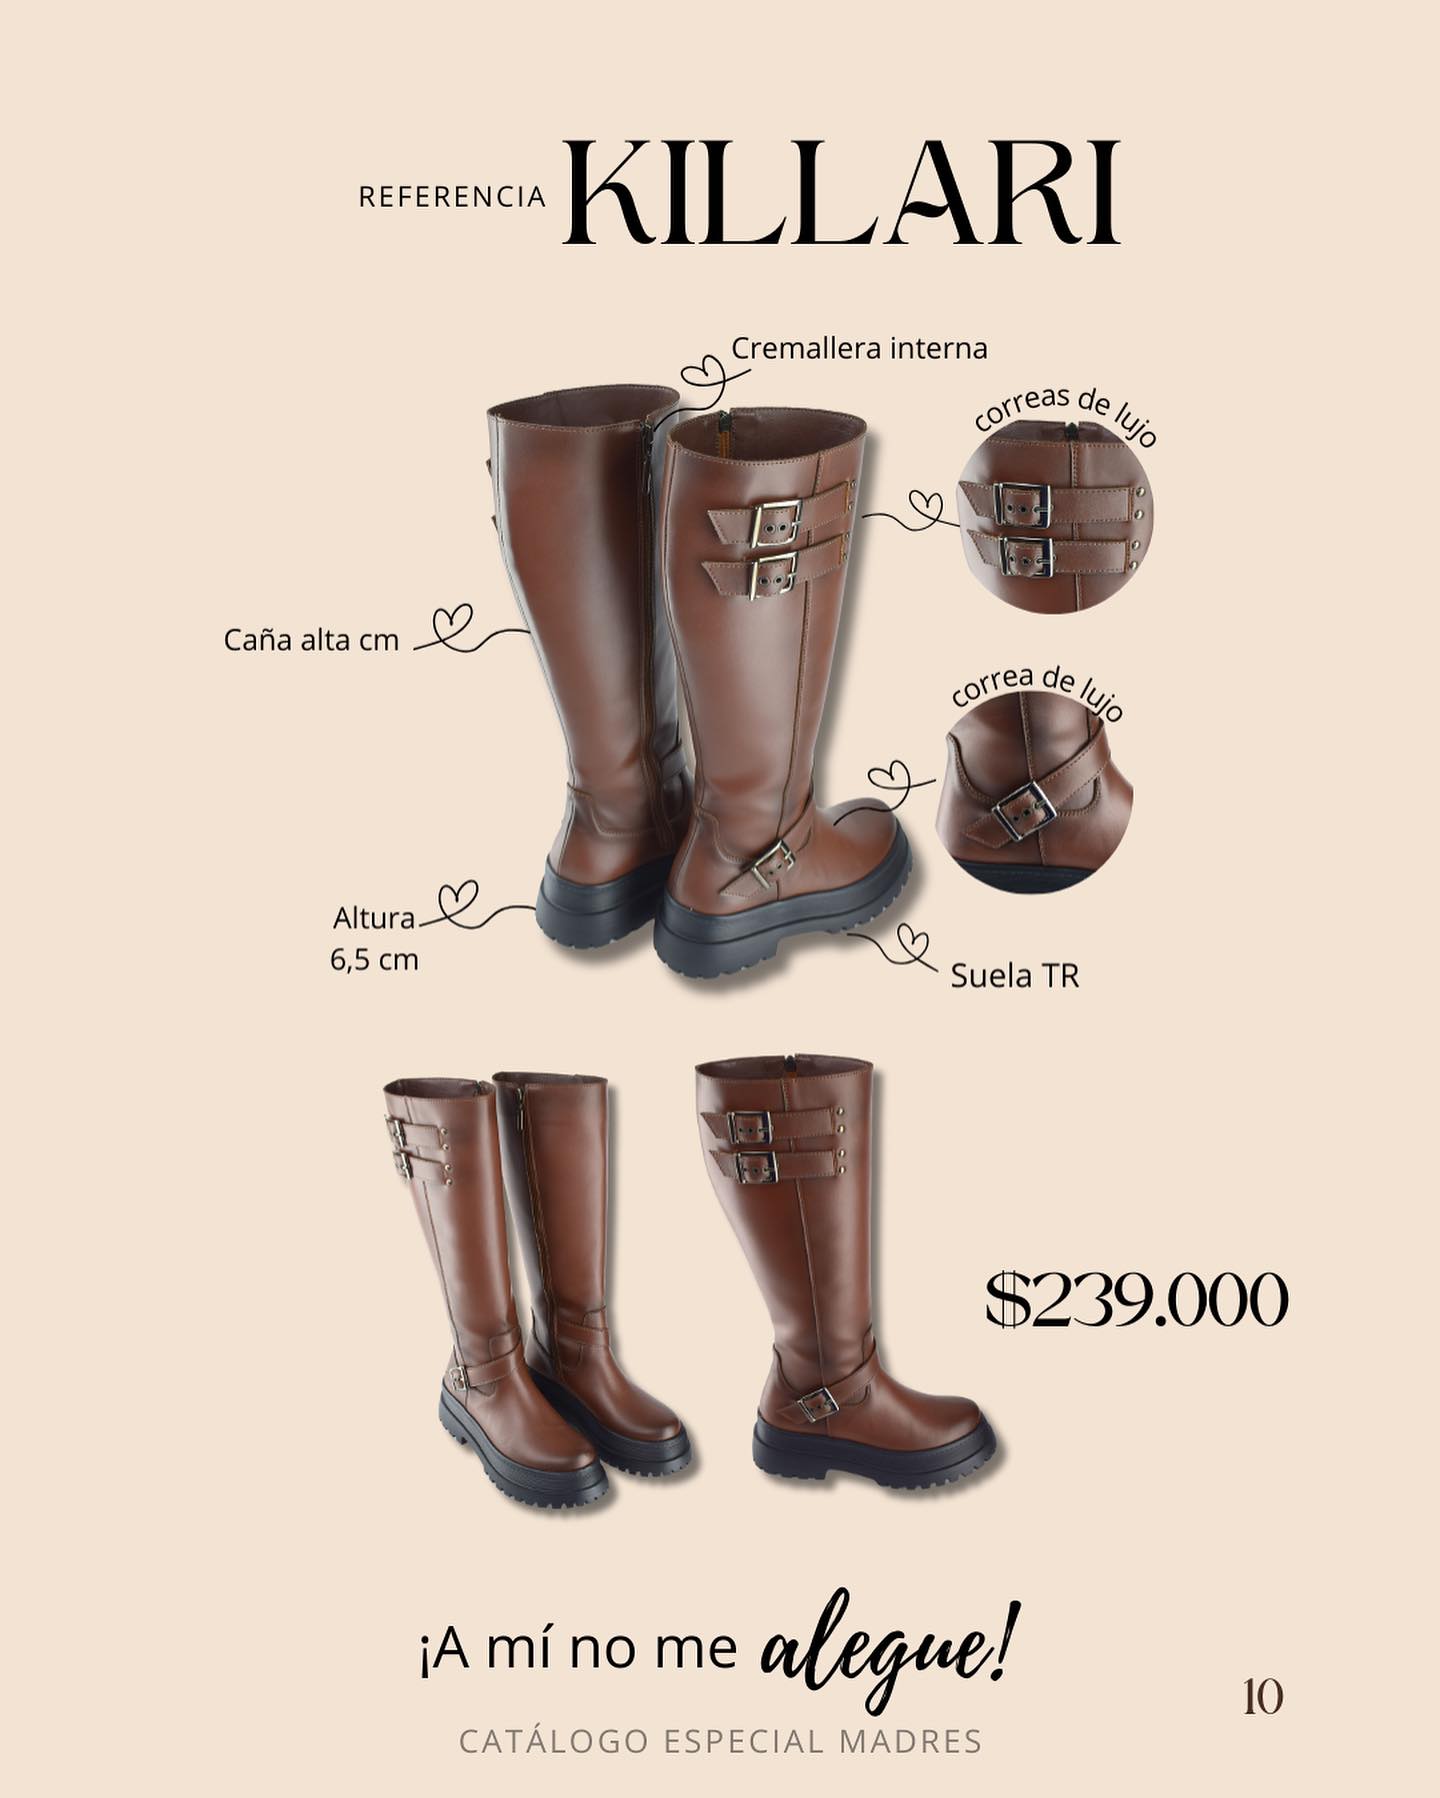 REFERENCIA KILLARI
Cremallera interna
correas de lujo
Caña alta cm
correa de lujo
Altura
6,5 cm
Suela TR
$239.000
¡A mí no me alegue!
10
CATÁLOGO ESPECIAL MADRES